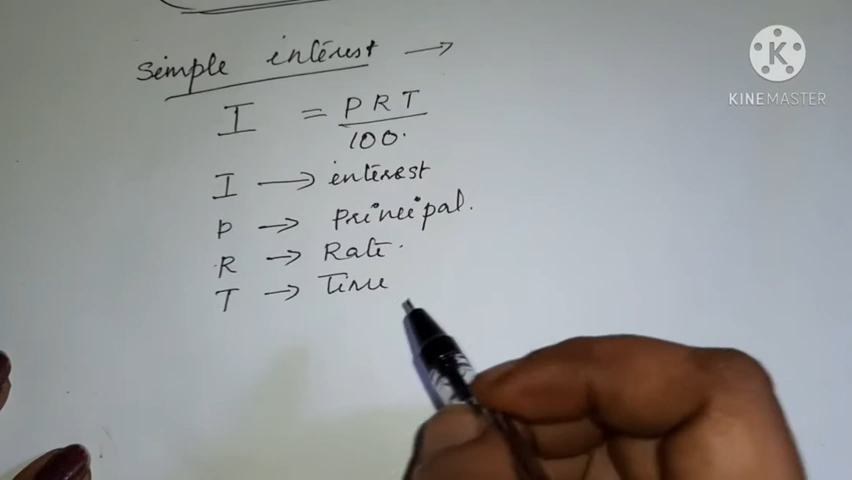 Simple interest →
I = PRT/100.
I → interest
P → Principal.
R → Rate.
T → Time
K
KINEMASTER